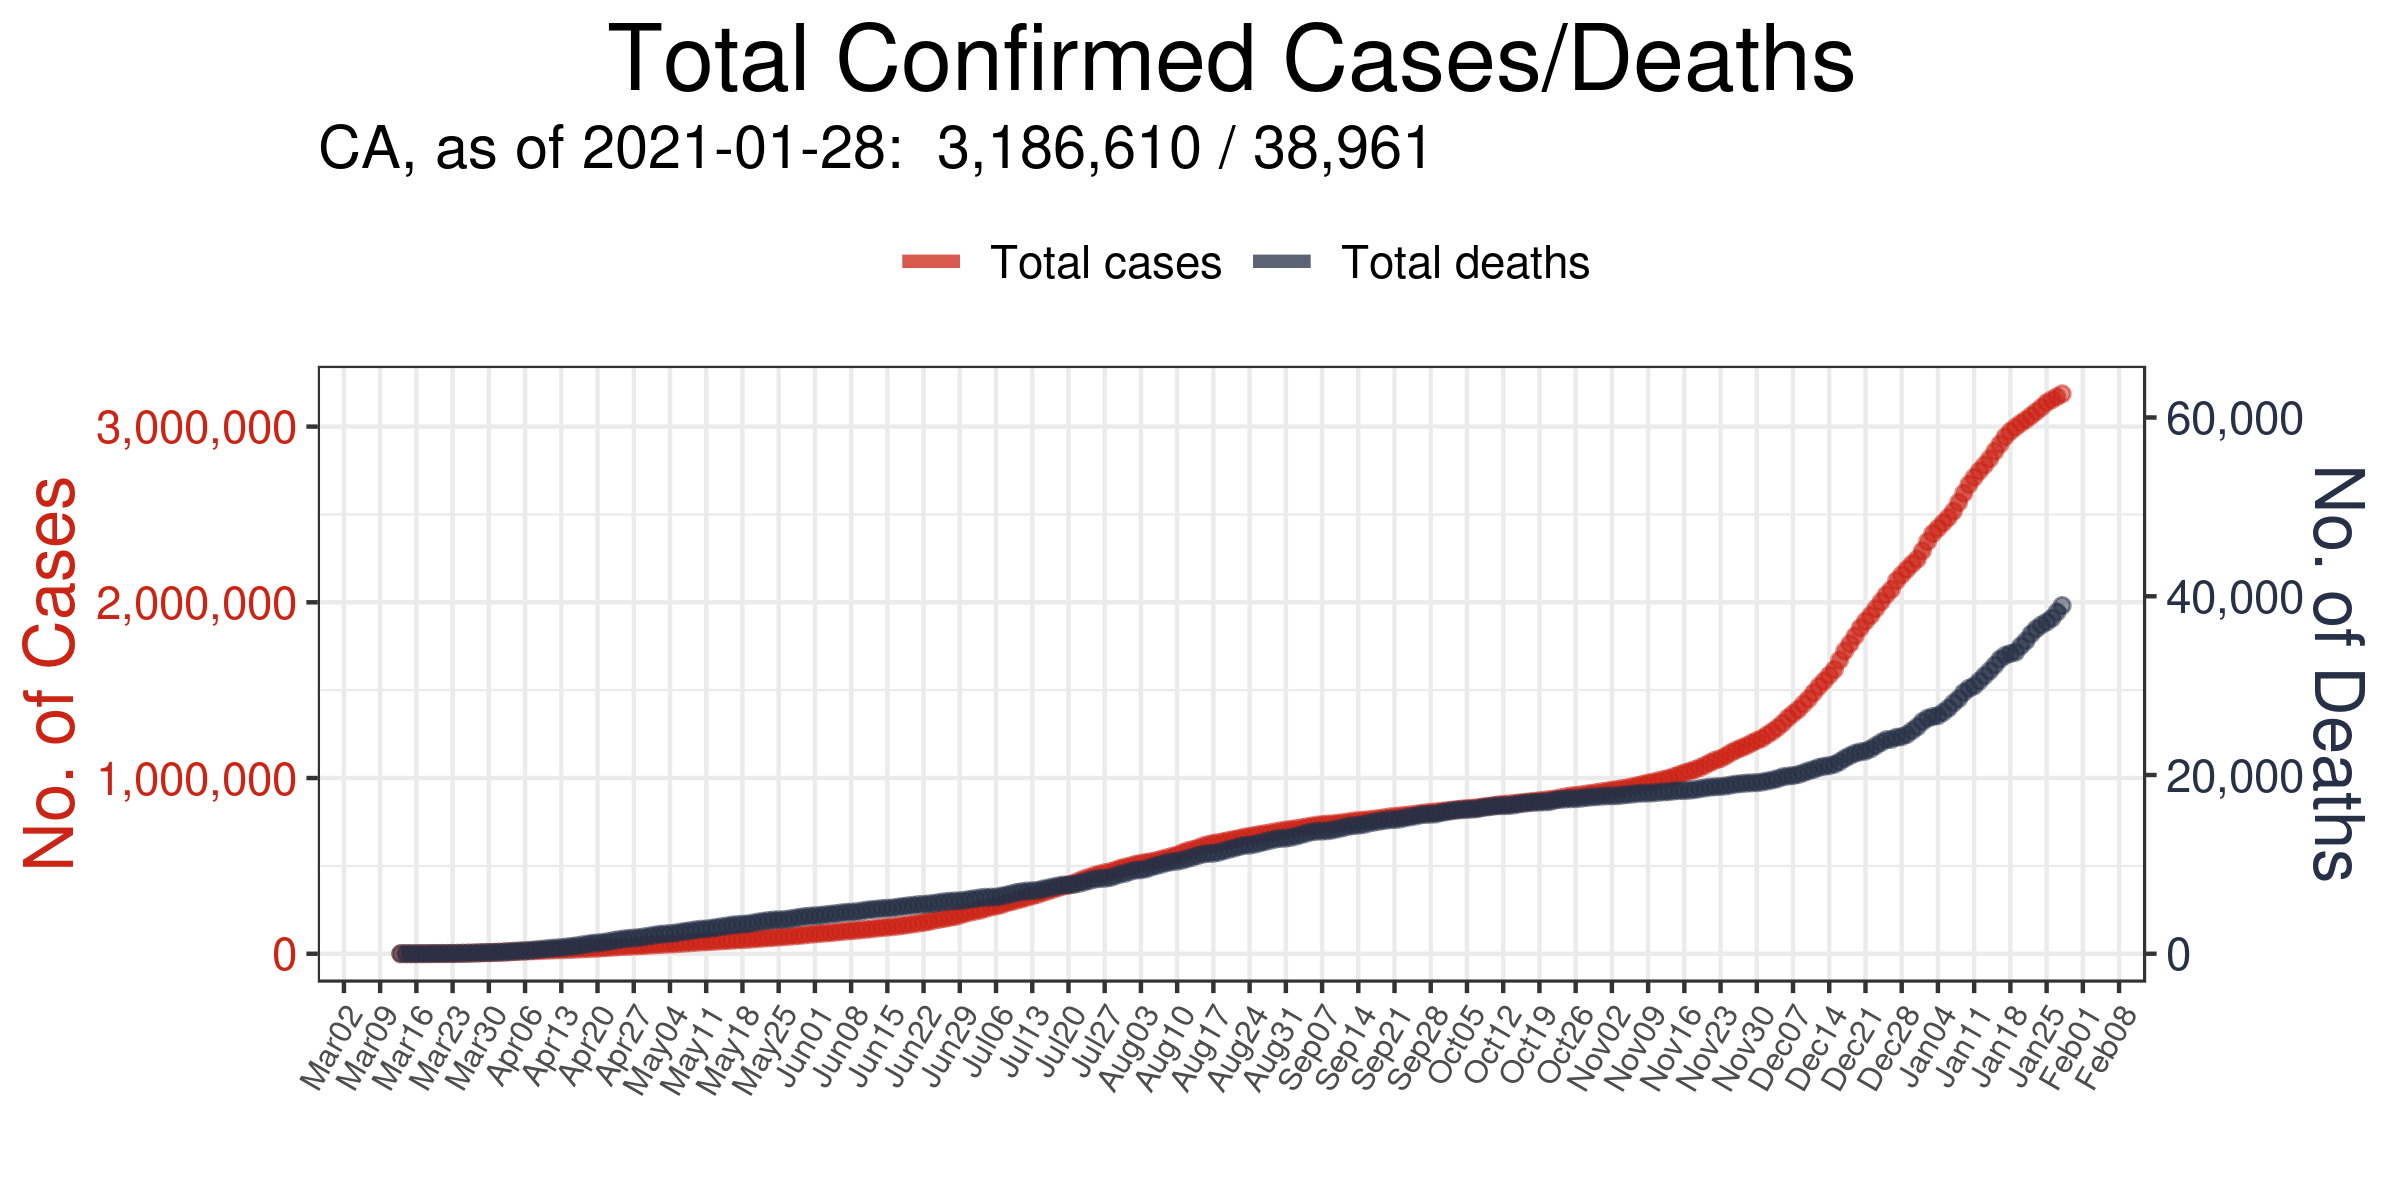 Total Confirmed Cases/Deaths
CA, as of 2021-01-28:  3,186,610 / 38,961
Total cases
Total deaths
No. of Cases
3,000,000
2,000,000
1,000,000
0
60,000
40,000
20,000
0
No. of Deaths
Mar02
Mar09
Mar16
Mar23
Mar30
Apr06
Apr13
Apr20
Apr27
May04
May11
May18
May25
Jun01
Jun08
Jun15
Jun22
Jun29
Jul06
Jul13
Jul20
Jul27
Aug03
Aug10
Aug17
Aug24
Aug31
Sep07
Sep14
Sep21
Sep28
Oct05
Oct12
Oct19
Oct26
Nov02
Nov09
Nov16
Nov23
Nov30
Dec07
Dec14
Dec21
Dec28
Jan04
Jan11
Jan18
Jan25
Feb01
Feb08